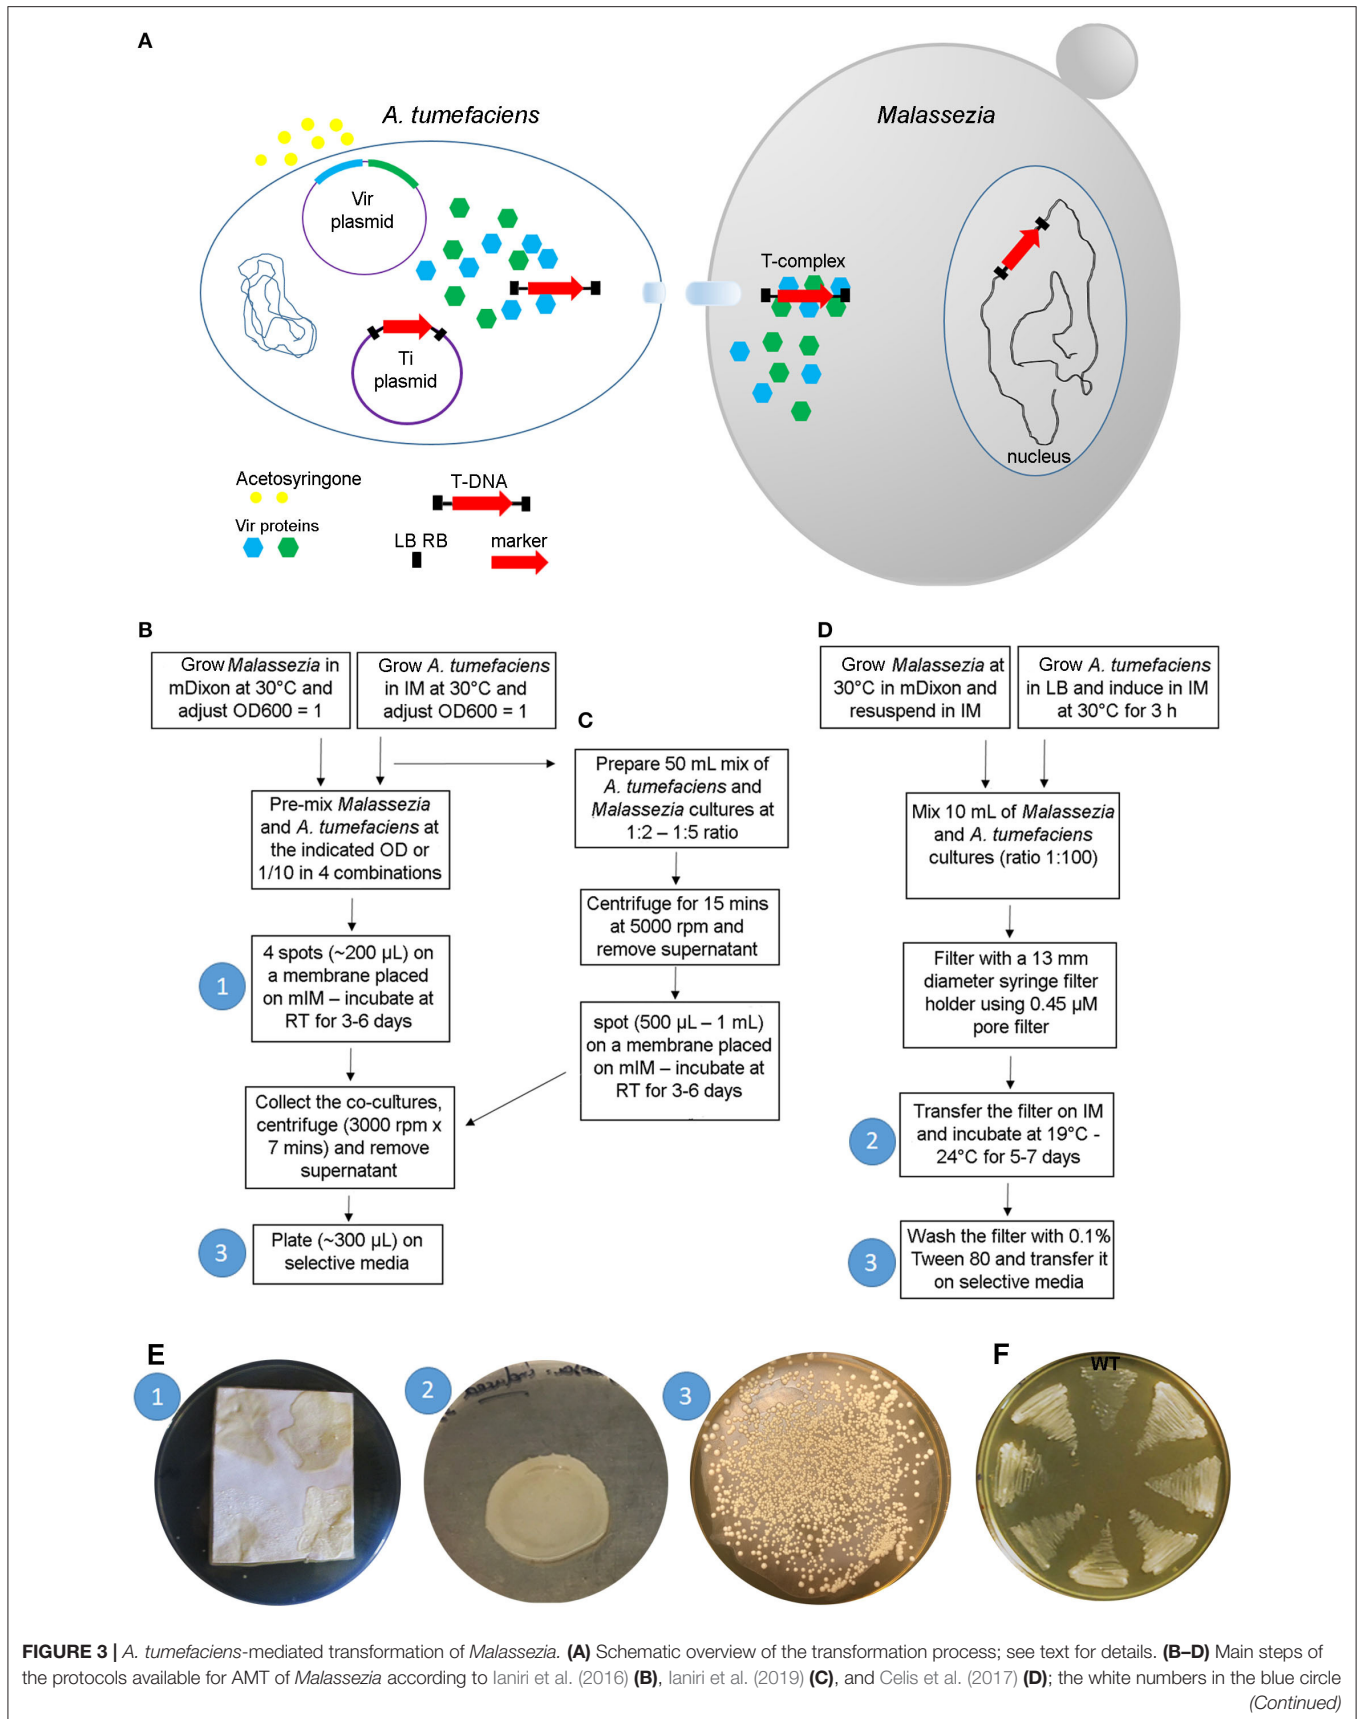 A
A. tumefaciens
Malassezia
Vir
plasmid
T-complex
Ti
plasmid
nucleus
Acetosyringone
T-DNA
Vir proteins
LB RB
marker
B
Grow Malassezia in
mDixon at 30°C and
adjust OD600 = 1
Grow A. tumefaciens
in IM at 30°C and
adjust OD600 = 1
Pre-mix Malassezia
and A. tumefaciens at
the indicated OD or
1/10 in 4 combinations
1
4 spots (~200 µL) on
a membrane placed
on mIM – incubate at
RT for 3-6 days
Collect the co-cultures,
centrifuge (3000 rpm x
7 mins) and remove
supernatant
3
Plate (~300 µL) on
selective media
C
Prepare 50 mL mix of
A. tumefaciens and
Malassezia cultures at
1:2 – 1:5 ratio
Centrifuge for 15 mins
at 5000 rpm and
remove supernatant
spot (500 µL – 1 mL)
on a membrane placed
on mIM – incubate at
RT for 3-6 days
D
Grow Malassezia at
30°C in mDixon and
resuspend in IM
Grow A. tumefaciens
in LB and induce in IM
at 30°C for 3 h
Mix 10 mL of Malassezia
and A. tumefaciens
cultures (ratio 1:100)
Filter with a 13 mm
diameter syringe filter
holder using 0.45 µM
pore filter
2
Transfer the filter on IM
and incubate at 19°C -
24°C for 5-7 days
3
Wash the filter with 0.1%
Tween 80 and transfer it
on selective media
E
1
2
3
F
WT
FIGURE 3 | A. tumefaciens-mediated transformation of Malassezia. (A) Schematic overview of the transformation process; see text for details. (B–D) Main steps of
the protocols available for AMT of Malassezia according to Ianiri et al. (2016) (B), Ianiri et al. (2019) (C), and Celis et al. (2017) (D); the white numbers in the blue circle
(Continued)